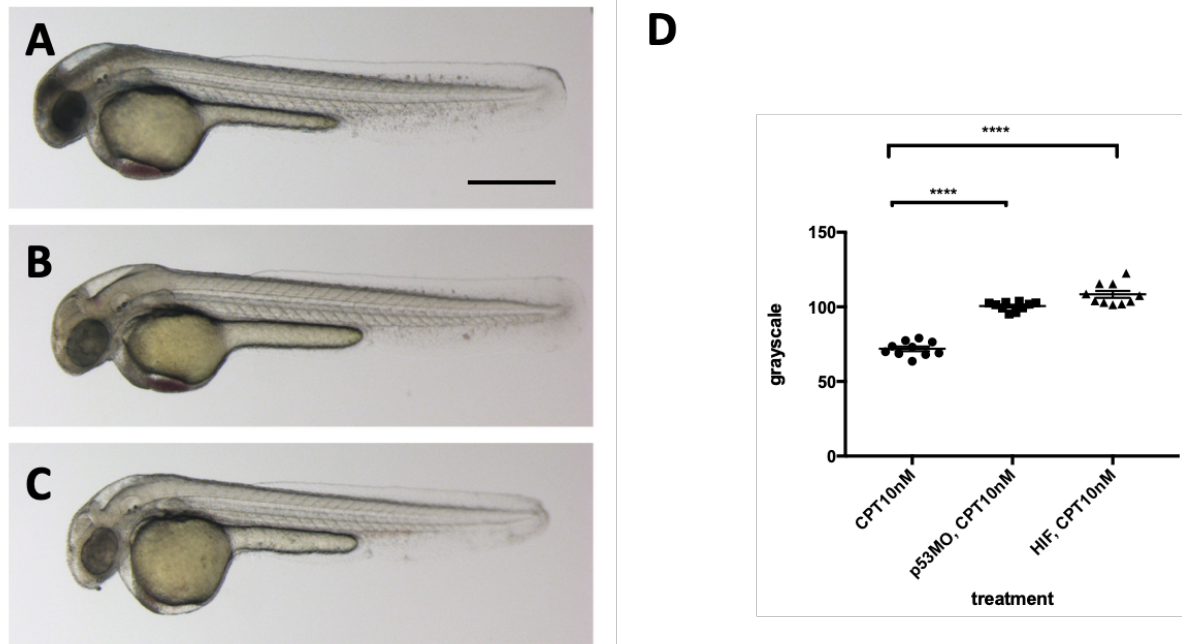 A
B
C
D
****
****
150
100
50
0
grayscale
CPT10nM
p53MO, CPT10nM
HIF, CPT10nM
treatment